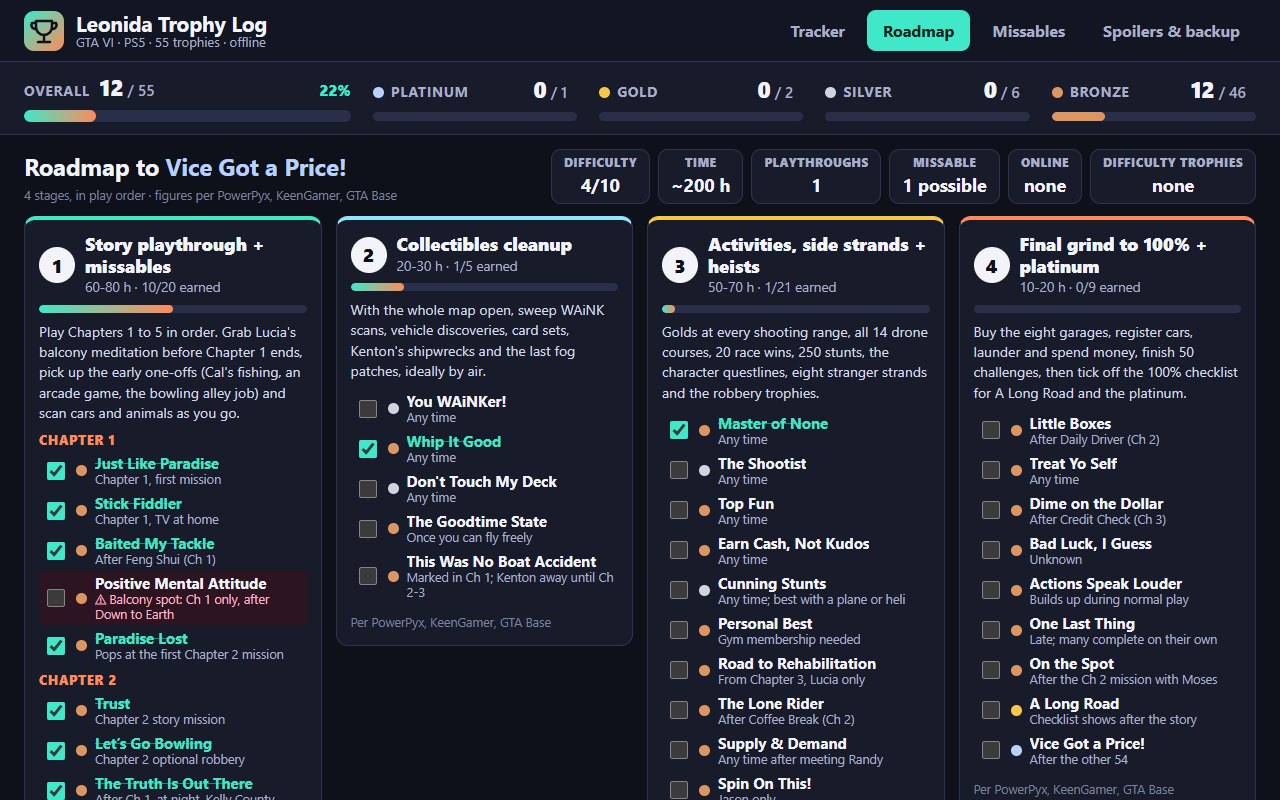 Leonida Trophy Log
GTA VI · PS5 · 55 trophies · offline
Tracker
Roadmap
Missables
Spoilers & backup
OVERALL 12 / 55 22%
PLATINUM 0 / 1
GOLD 0 / 2
SILVER 0 / 6
BRONZE 12 / 46
Roadmap to Vice Got a Price!
4 stages, in play order · figures per PowerPyx, KeenGamer, GTA Base
DIFFICULTY
4/10
TIME
~200 h
PLAYTHROUGHS
1
MISSABLE
1 possible
ONLINE
none
DIFFICULTY TROPHIES
none
1
Story playthrough +
missables
60-80 h · 10/20 earned
Play Chapters 1 to 5 in order. Grab Lucia's
balcony meditation before Chapter 1 ends,
pick up the early one-offs (Cal's fishing, an
arcade game, the bowling alley job) and
scan cars and animals as you go.
CHAPTER 1
Just Like Paradise
Chapter 1, first mission
Stick Fiddler
Chapter 1, TV at home
Baited My Tackle
After Feng Shui (Ch 1)
Positive Mental Attitude
⚠ Balcony spot: Ch 1 only, after
Down to Earth
Paradise Lost
Pops at the first Chapter 2 mission
CHAPTER 2
Trust
Chapter 2 story mission
Let's Go Bowling
Chapter 2 optional robbery
The Truth Is Out There
After Ch 1, at night, Kelly County
2
Collectibles cleanup
20-30 h · 1/5 earned
With the whole map open, sweep WAiNK
scans, vehicle discoveries, card sets,
Kenton's shipwrecks and the last fog
patches, ideally by air.
You WAiNKer!
Any time
Whip It Good
Any time
Don't Touch My Deck
Any time
The Goodtime State
Once you can fly freely
This Was No Boat Accident
Marked in Ch 1; Kenton away until Ch
2-3
Per PowerPyx, KeenGamer, GTA Base
3
Activities, side strands +
heists
50-70 h · 1/21 earned
Golds at every shooting range, all 14 drone
courses, 20 race wins, 250 stunts, the
character questlines, eight stranger strands
and the robbery trophies.
Master of None
Any time
The Shootist
Any time
Top Fun
Any time
Earn Cash, Not Kudos
Any time
Cunning Stunts
Any time; best with a plane or heli
Personal Best
Gym membership needed
Road to Rehabilitation
From Chapter 3, Lucia only
The Lone Rider
After Coffee Break (Ch 2)
Supply & Demand
Any time after meeting Randy
Spin On This!
Jason only
4
Final grind to 100% +
platinum
10-20 h · 0/9 earned
Buy the eight garages, register cars,
launder and spend money, finish 50
challenges, then tick off the 100% checklist
for A Long Road and the platinum.
Little Boxes
After Daily Driver (Ch 2)
Treat Yo Self
Any time
Dime on the Dollar
After Credit Check (Ch 3)
Bad Luck, I Guess
Unknown
Actions Speak Louder
Builds up during normal play
One Last Thing
Late; many complete on their own
On the Spot
After the Ch 2 mission with Moses
A Long Road
Checklist shows after the story
Vice Got a Price!
After the other 54
Per PowerPyx, KeenGamer, GTA Base